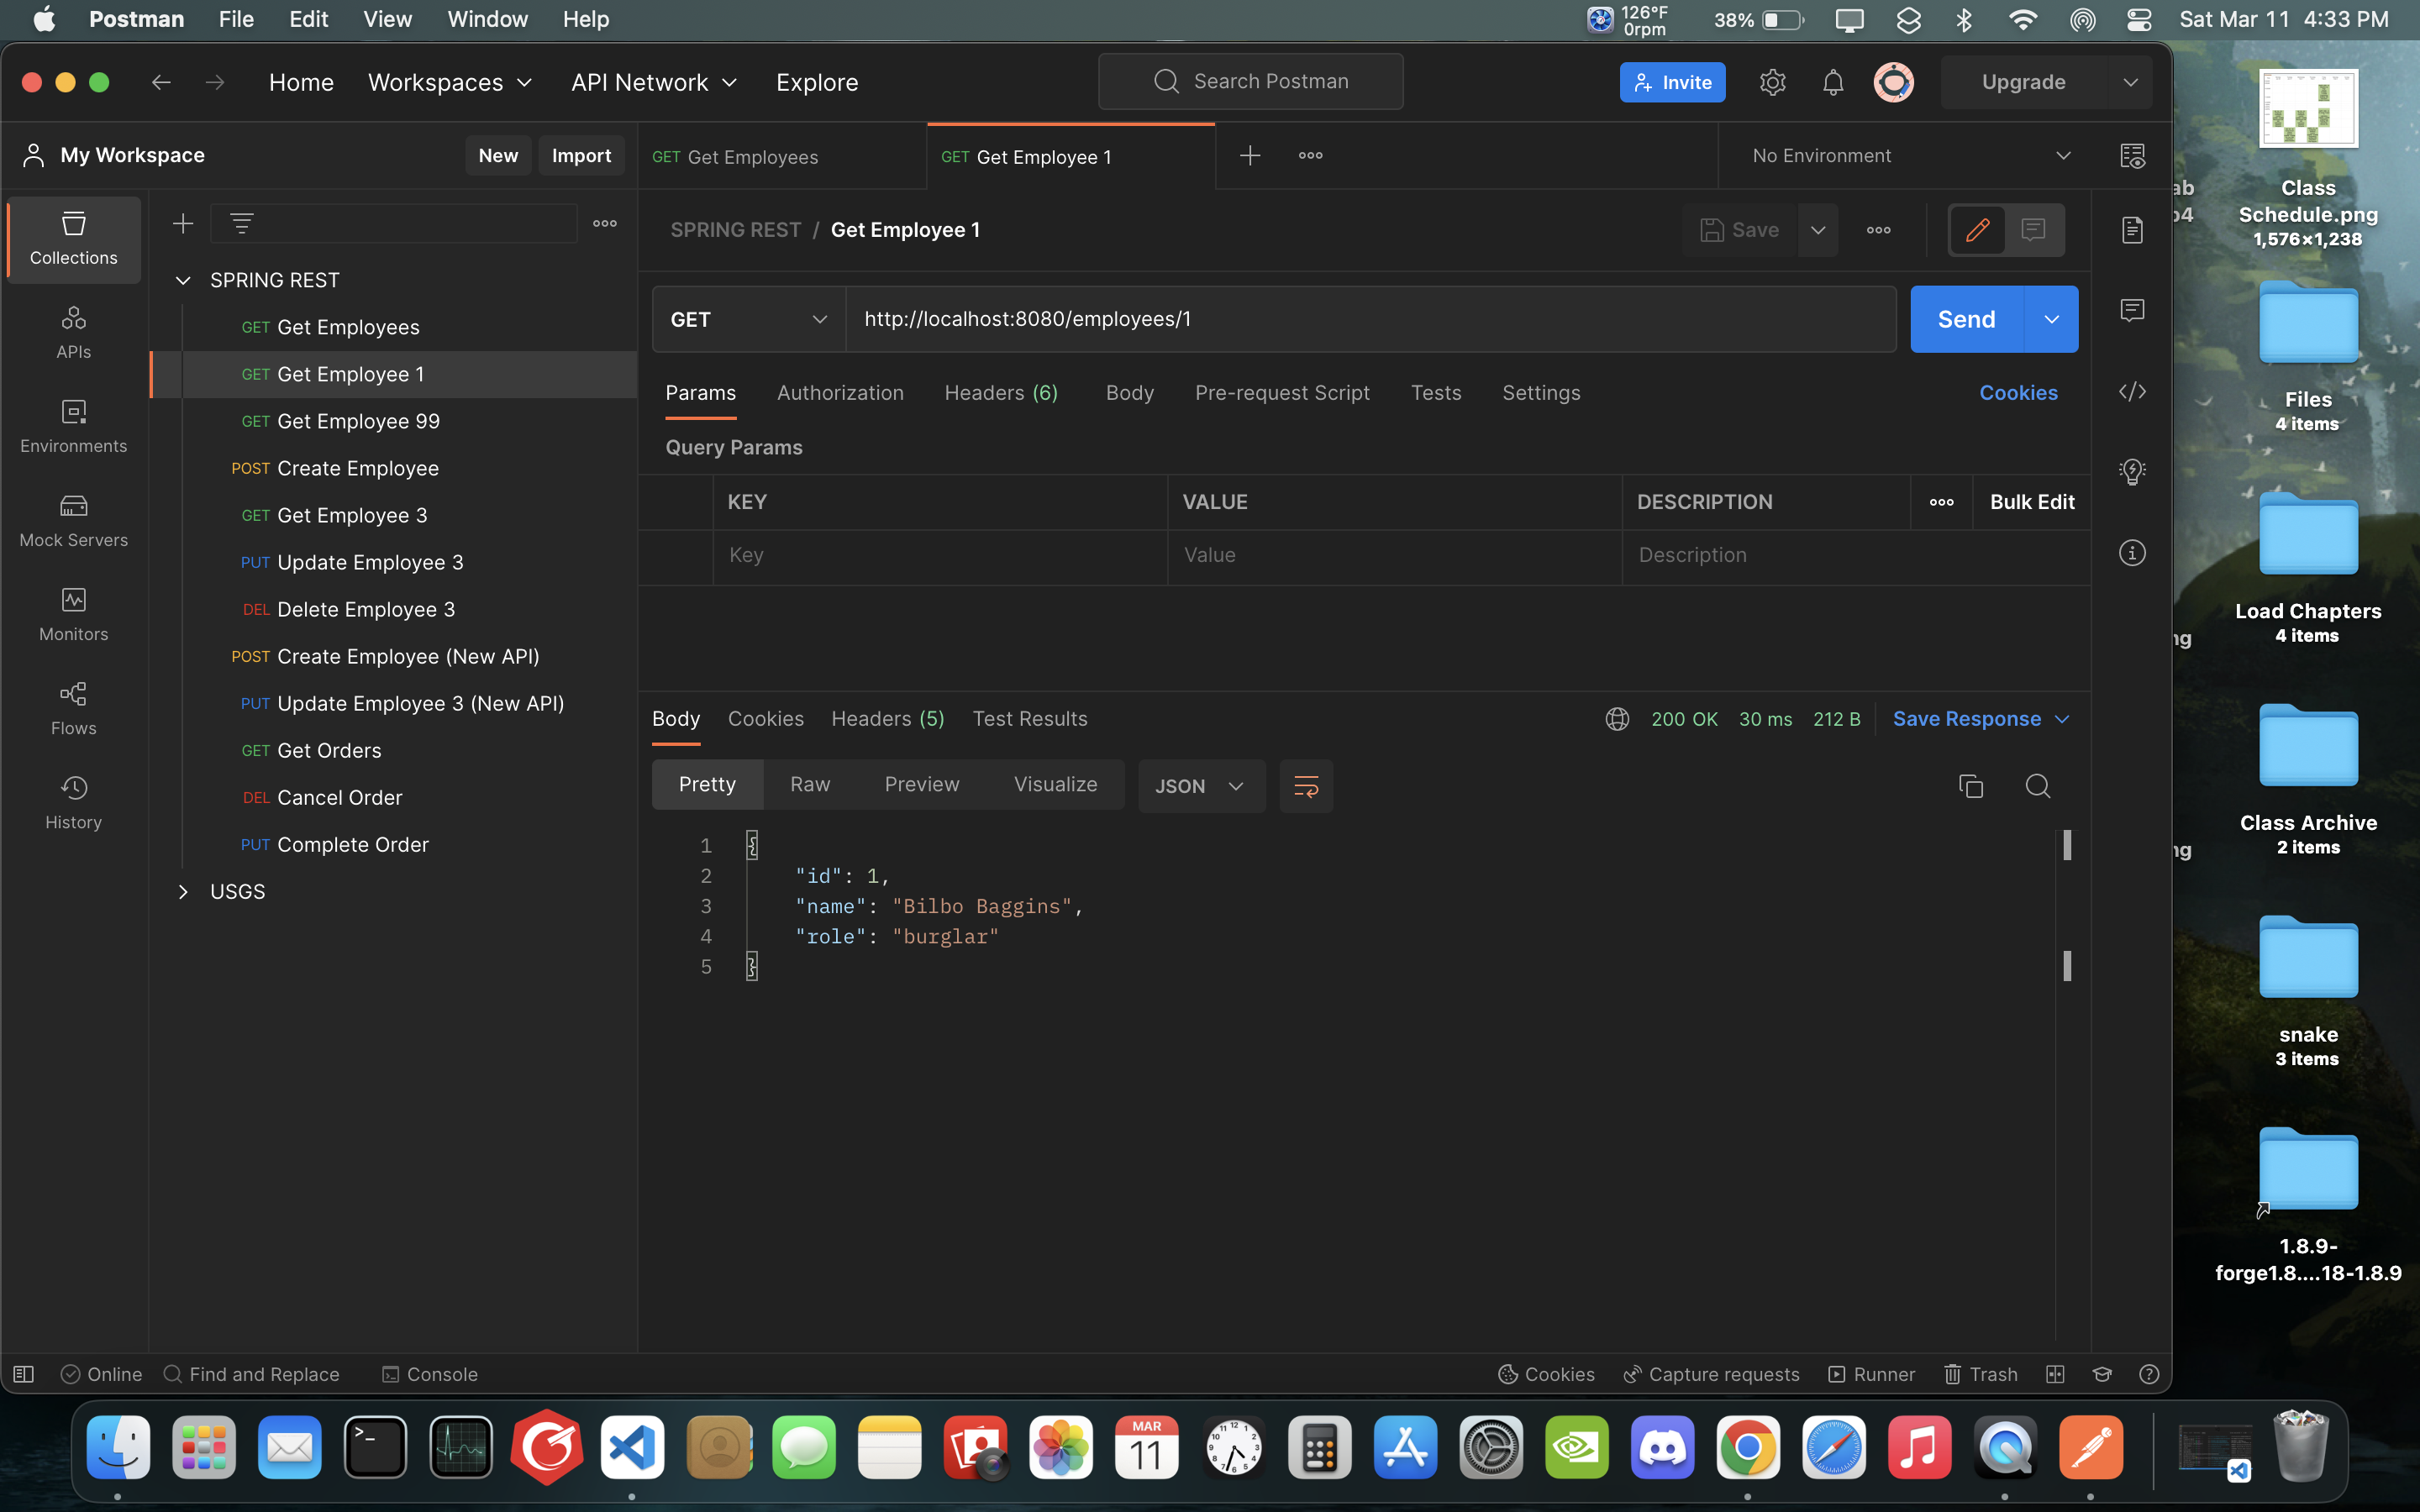 Postman File Edit View Window Help 126°F 0rpm 38% Sat Mar 11 4:33 PM
Home Workspaces API Network Explore Search Postman Invite Upgrade
My Workspace New Import GET Get Employees GET Get Employee 1 No Environment
Collections
APIs
Environments
Mock Servers
Monitors
Flows
History
SPRING REST
GET Get Employees
GET Get Employee 1
GET Get Employee 99
POST Create Employee
GET Get Employee 3
PUT Update Employee 3
DEL Delete Employee 3
POST Create Employee (New API)
PUT Update Employee 3 (New API)
GET Get Orders
DEL Cancel Order
PUT Complete Order
USGS
SPRING REST / Get Employee 1 Save
GET http://localhost:8080/employees/1 Send
Params Authorization Headers (6) Body Pre-request Script Tests Settings Cookies
Query Params
KEY VALUE DESCRIPTION Bulk Edit
Key Value Description
Body Cookies Headers (5) Test Results 200 OK 30 ms 212 B Save Response
Pretty Raw Preview Visualize JSON
1 {
2 "id": 1,
3 "name": "Bilbo Baggins",
4 "role": "burglar"
5 }
Online Find and Replace Console Cookies Capture requests Runner Trash
Class
Schedule.png
1,576×1,238
Files
4 items
Load Chapters
4 items
Class Archive
2 items
snake
3 items
1.8.9-
forge1.8....18-1.8.9
ab
p4
ng
ng
MAR
11